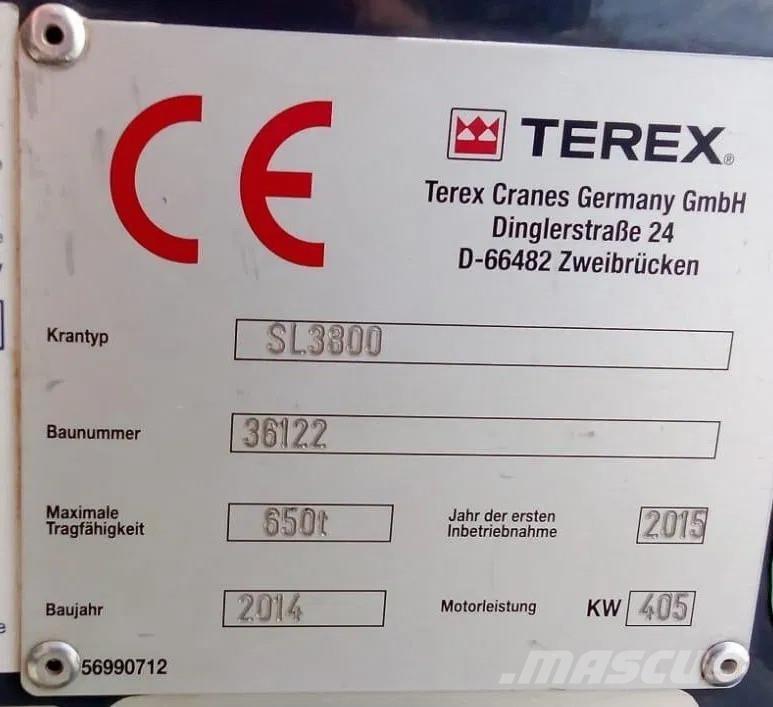 CE
TEREX®
Terex Cranes Germany GmbH
Dinglerstraße 24
D-66482 Zweibrücken
Krantyp SL3800
Baunummer 36122
Maximale
Tragfähigkeit 650t
Jahr der ersten
Inbetriebnahme 2015
Baujahr 2014
Motorleistung KW 405
56990712
MASCUS